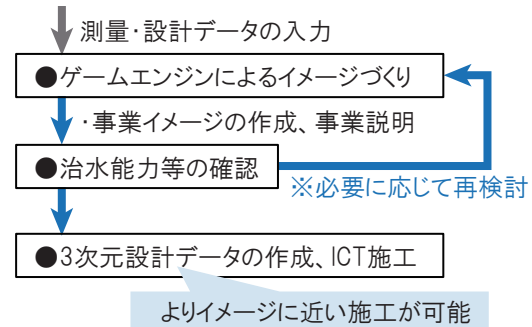 測量･設計データの入力
●ゲームエンジンによるイメージづくり
･事業イメージの作成、事業説明
●治水能力等の確認
※必要に応じて再検討
●3次元設計データの作成、ICT施工
よりイメージに近い施工が可能